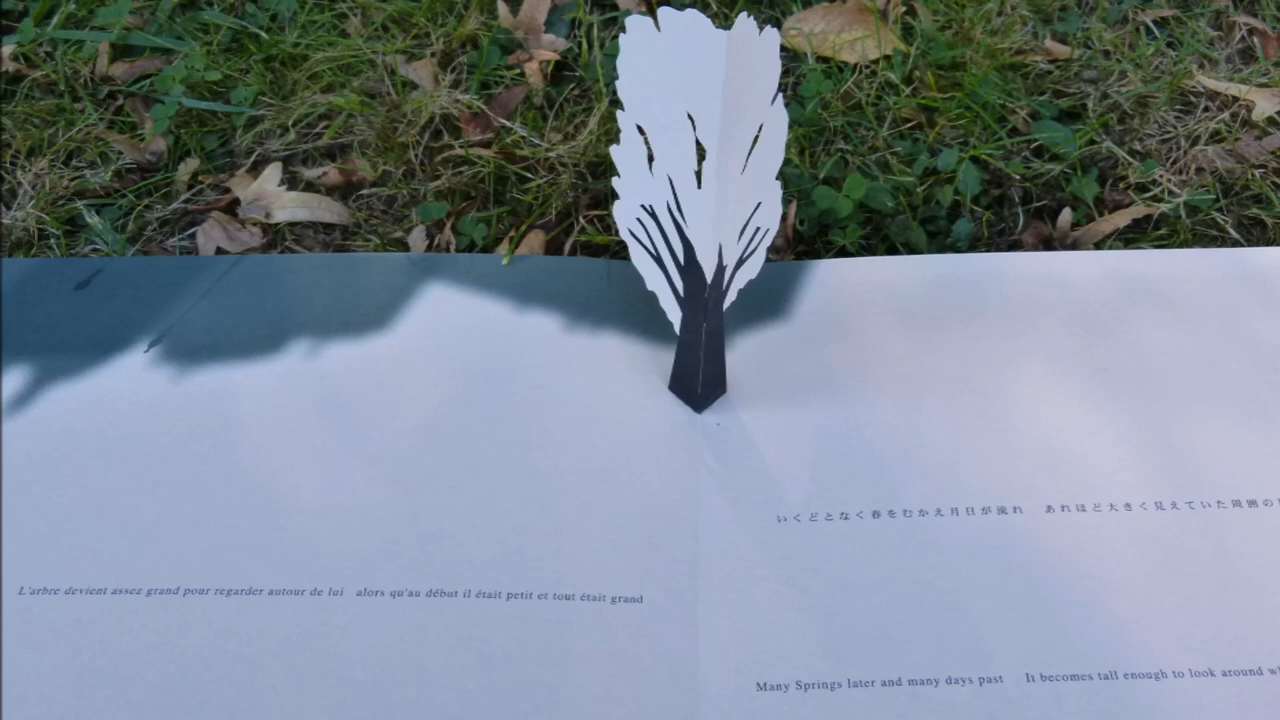 いくどとなく春をむかえ月日が流れ あれほど大きく見えていた周囲の
L'arbre devient assez grand pour regarder autour de lui alors qu'au début il était petit et tout était grand
Many Springs later and many days past It becomes tall enough to look around